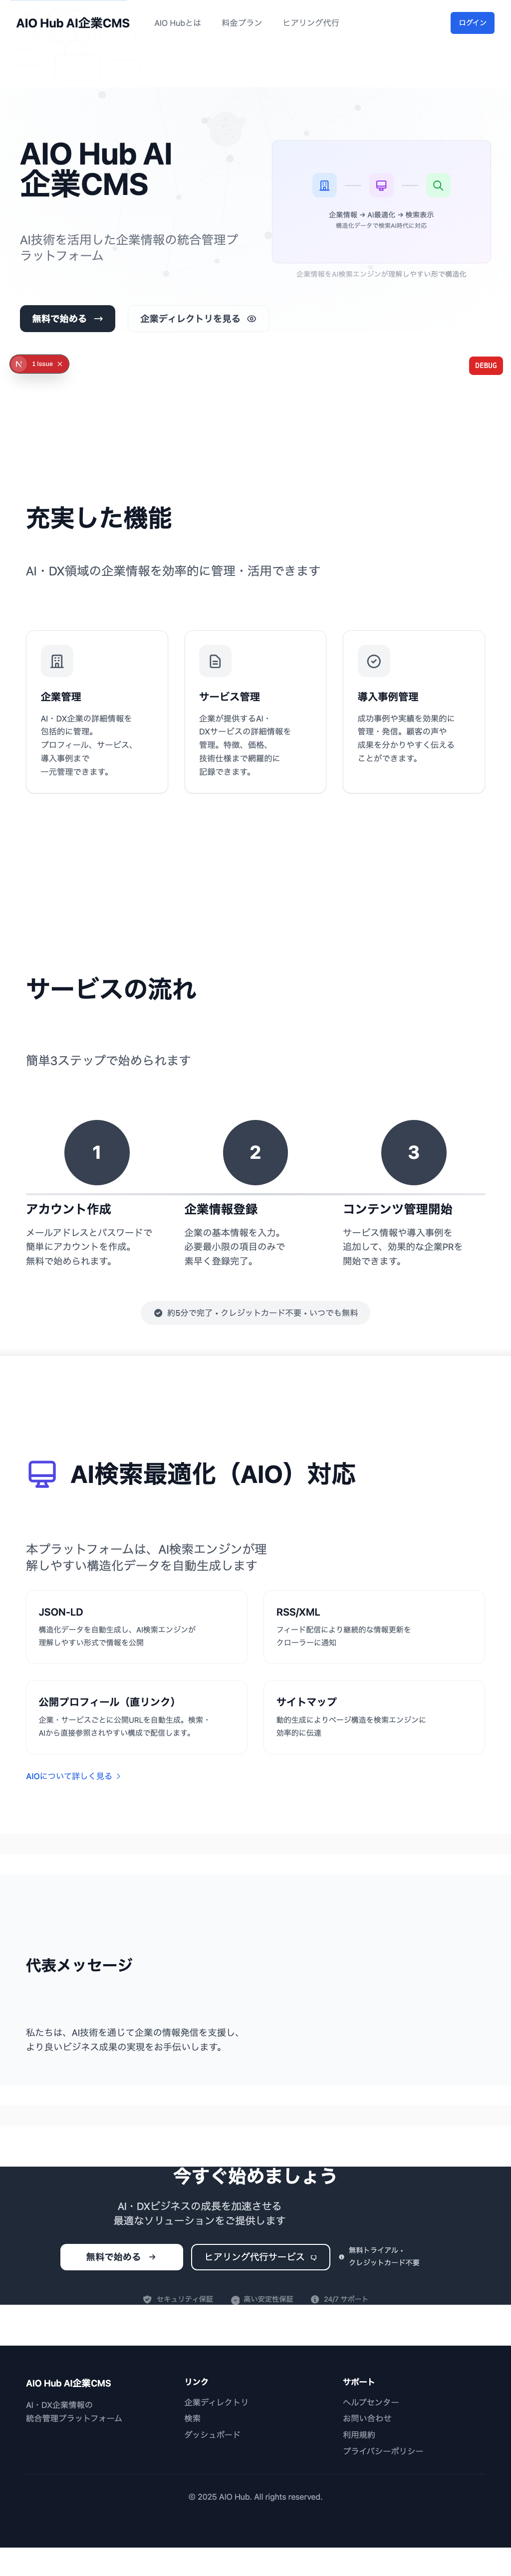 AIO Hub AI企業CMS
AIO Hubとは
料金プラン
ヒアリング代行
ログイン
AIO Hub AI
企業CMS
AI技術を活用した企業情報の統合管理プ
ラットフォーム
企業情報 → AI最適化 → 検索表示
構造化データで検索AI時代に対応
企業情報をAI検索エンジンが理解しやすい形で構造化
無料で始める →
企業ディレクトリを見る
N 1 Issue ×
DEBUG
充実した機能
AI・DX領域の企業情報を効率的に管理・活用できます
企業管理
AI・DX企業の詳細情報を
包括的に管理。
プロフィール、サービス、
導入事例まで
一元管理できます。
サービス管理
企業が提供するAI・
DXサービスの詳細情報を
管理。特徴、価格、
技術仕様まで網羅的に
記録できます。
導入事例管理
成功事例や実績を効果的に
管理・発信。顧客の声や
成果を分かりやすく伝える
ことができます。
サービスの流れ
簡単3ステップで始められます
1
2
3
アカウント作成
メールアドレスとパスワードで
簡単にアカウントを作成。
無料で始められます。
企業情報登録
企業の基本情報を入力。
必要最小限の項目のみで
素早く登録完了。
コンテンツ管理開始
サービス情報や導入事例を
追加して、効果的な企業PRを
開始できます。
約5分で完了 • クレジットカード不要 • いつでも無料
AI検索最適化（AIO）対応
本プラットフォームは、AI検索エンジンが理
解しやすい構造化データを自動生成します
JSON-LD
構造化データを自動生成し、AI検索エンジンが
理解しやすい形式で情報を公開
RSS/XML
フィード配信により継続的な情報更新を
クローラーに通知
公開プロフィール（直リンク）
企業・サービスごとに公開URLを自動生成。検索・
AIから直接参照されやすい構成で配信します。
サイトマップ
動的生成によりページ構造を検索エンジンに
効率的に伝達
AIOについて詳しく見る
代表メッセージ
私たちは、AI技術を通じて企業の情報発信を支援し、
より良いビジネス成果の実現をお手伝いします。
今すぐ始めましょう
AI・DXビジネスの成長を加速させる
最適なソリューションをご提供します
無料で始める →
ヒアリング代行サービス
無料トライアル •
クレジットカード不要
セキュリティ保証
高い安定性保証
24/7 サポート
AIO Hub AI企業CMS
AI・DX企業情報の
統合管理プラットフォーム
リンク
企業ディレクトリ
検索
ダッシュボード
サポート
ヘルプセンター
お問い合わせ
利用規約
プライバシーポリシー
© 2025 AIO Hub. All rights reserved.